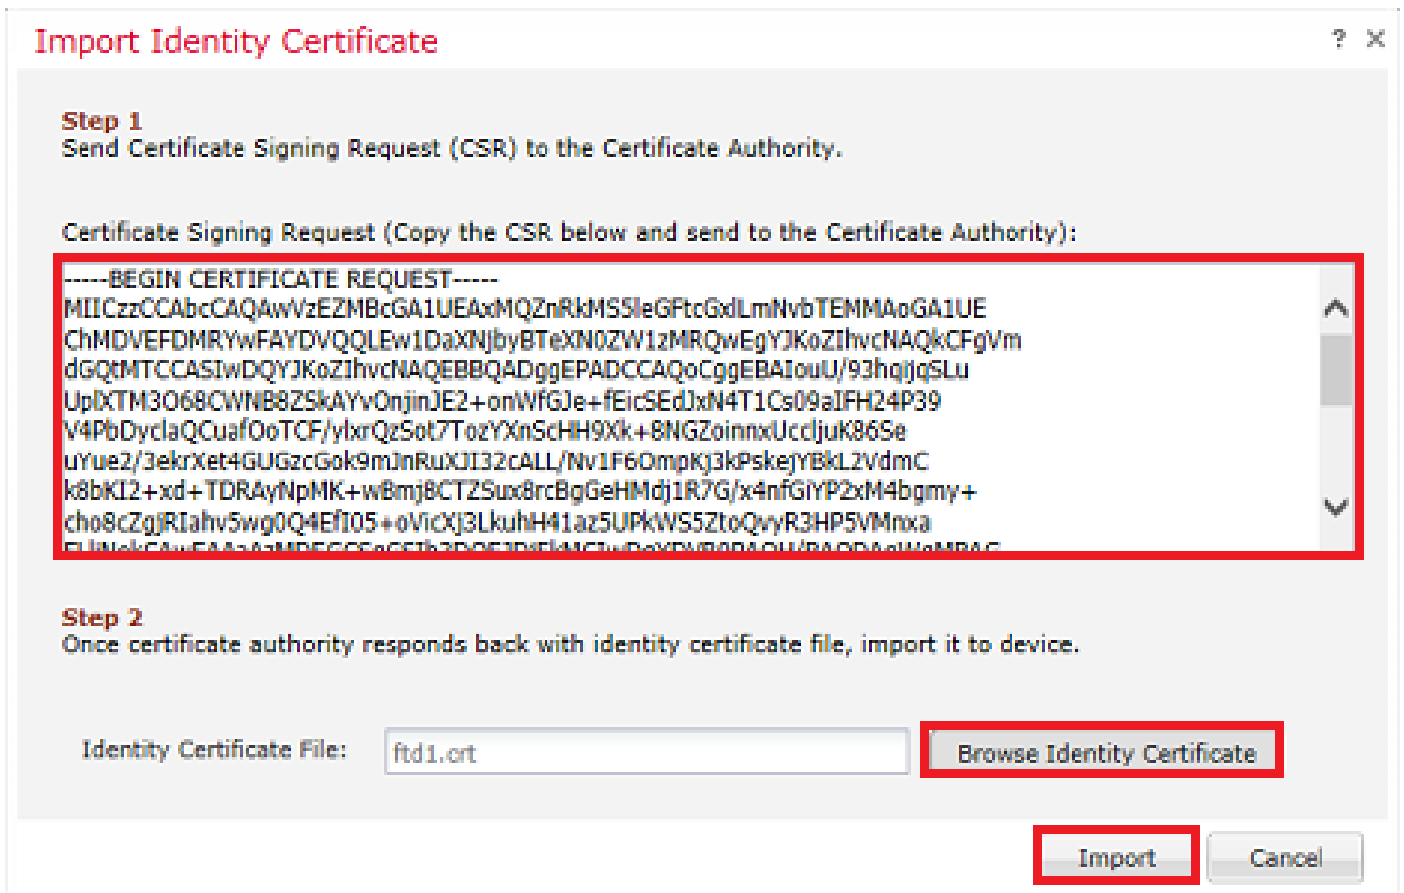 Import Identity Certificate
? X
Step 1
Send Certificate Signing Request (CSR) to the Certificate Authority.
Certificate Signing Request (Copy the CSR below and send to the Certificate Authority):
-----BEGIN CERTIFICATE REQUEST-----
MIICzzCCAbcCAQAwVzEZMBcGA1UEAxMQZnRkMS5leGFtcGxlLmNvbTEMMAoGA1UE
ChMDVEFDMRYwFAYDVQQLEw1DaXNjbyBTeXN0ZW1zMRQwEgYJKoZIhvcNAQkCFgVm
dGQtMTCCASIwDQYJKoZIhvcNAQEBBQADggEPADCCAQoCggEBAIouU/93hqijqSLu
UplXTM3O68CWNB8ZSkAYvOnjinJE2+onWfGJe+fEicSEdJxN4T1Cs09aIFH24P39
V4PbDyclaQCuafOoTCF/ylxrQzSot7TozYXnScHH9Xk+8NGZoinnxUccljuK86Se
uYue2/3ekrXet4GUGzcGok9mJnRuXJI32cALL/Nv1F6OmpKj3kPskejYBkL2VdmC
k8bKI2+xd+TDRAyNpMK+wBmj8CTZSux8rcBgGeHMdj1R7G/x4nfGiYP2xM4bgmy+
cho8cZgjRIahv5wg0Q4EfI05+oVicXj3LkuhH41az5UPkWS5ZtoQvyR3HP5VMnxa
Step 2
Once certificate authority responds back with identity certificate file, import it to device.
Identity Certificate File:
ftd1.crt
Browse Identity Certificate
Import
Cancel